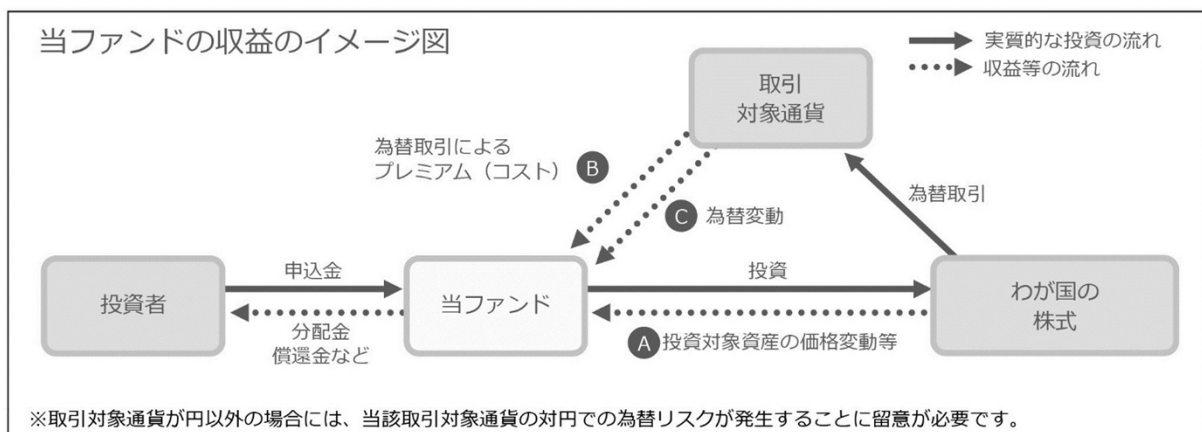 当ファンドの収益のイメージ図
実質的な投資の流れ
収益等の流れ
取引
対象通貨
為替取引による
プレミアム（コスト）
B
C 為替変動
為替取引
投資者
申込金
分配金
償還金など
当ファンド
投資
A 投資対象資産の価格変動等
わが国の
株式
※取引対象通貨が円以外の場合には、当該取引対象通貨の対円での為替リスクが発生することに留意が必要です。